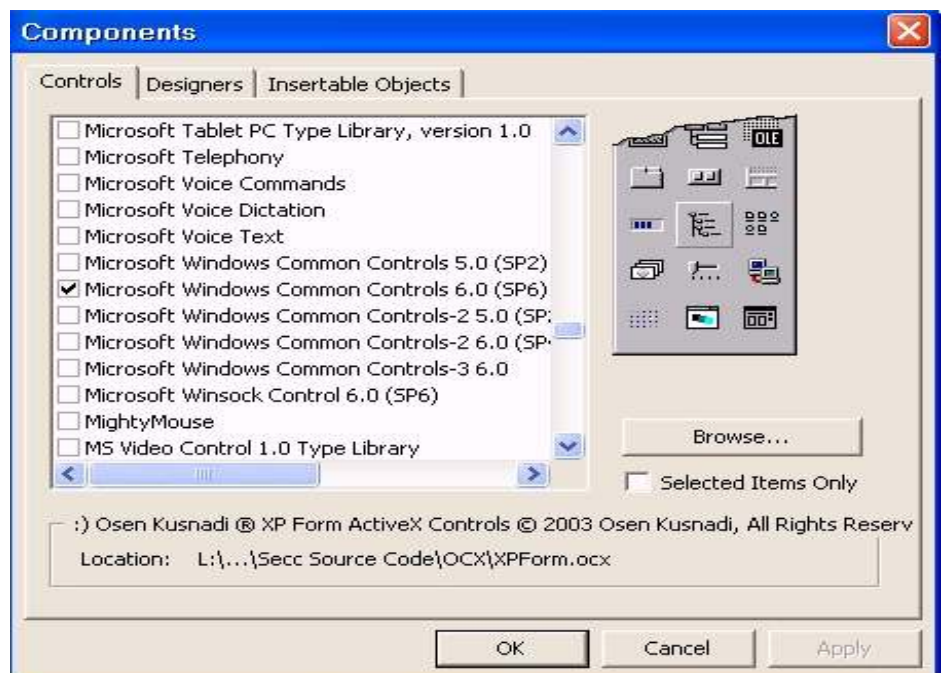 Components
Controls
Designers
Insertable Objects
Microsoft Tablet PC Type Library, version 1.0
Microsoft Telephony
Microsoft Voice Commands
Microsoft Voice Dictation
Microsoft Voice Text
Microsoft Windows Common Controls 5.0 (SP2)
Microsoft Windows Common Controls 6.0 (SP6)
Microsoft Windows Common Controls-2 5.0 (SP
Microsoft Windows Common Controls-2 6.0 (SP
Microsoft Windows Common Controls-3 6.0
Microsoft Winsock Control 6.0 (SP6)
MightyMouse
MS Video Control 1.0 Type Library
OLE
Browse...
Selected Items Only
:) Osen Kusnadi ® XP Form ActiveX Controls © 2003 Osen Kusnadi, All Rights Reserv
Location: L:\...\Secc Source Code\OCX\XPForm.ocx
OK
Cancel
Apply